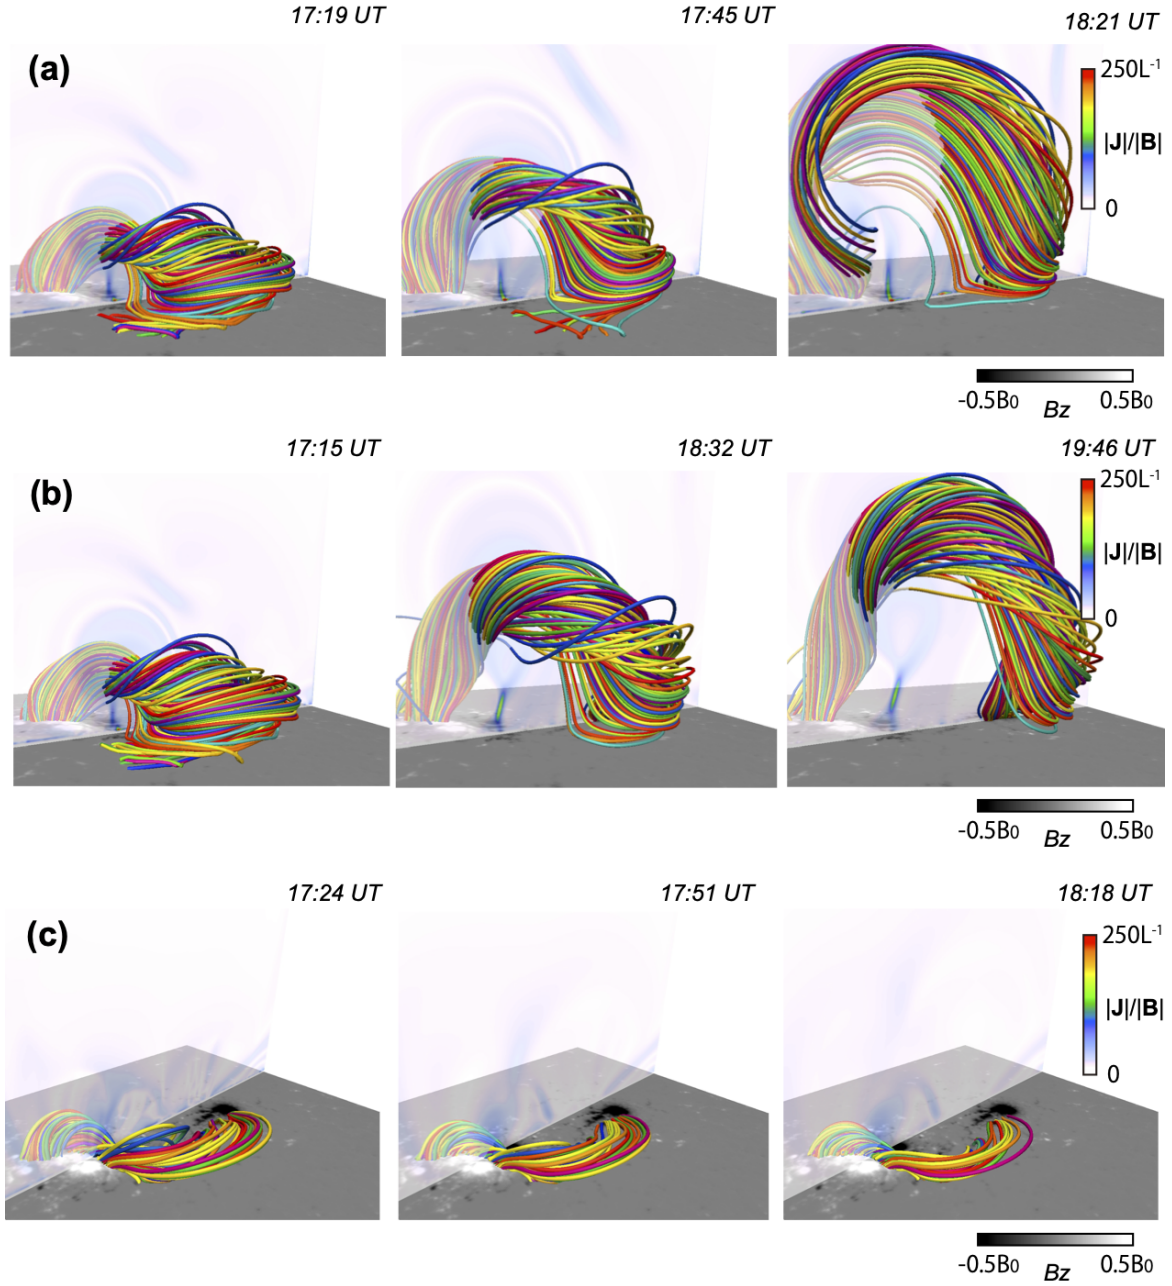 17:19 UT 17:45 UT 18:21 UT
(a)
250L⁻¹
|J|/|B|
0
-0.5B₀ 0.5B₀
Bz
17:15 UT 18:32 UT 19:46 UT
(b)
250L⁻¹
|J|/|B|
0
-0.5B₀ 0.5B₀
Bz
17:24 UT 17:51 UT 18:18 UT
(c)
250L⁻¹
|J|/|B|
0
-0.5B₀ 0.5B₀
Bz